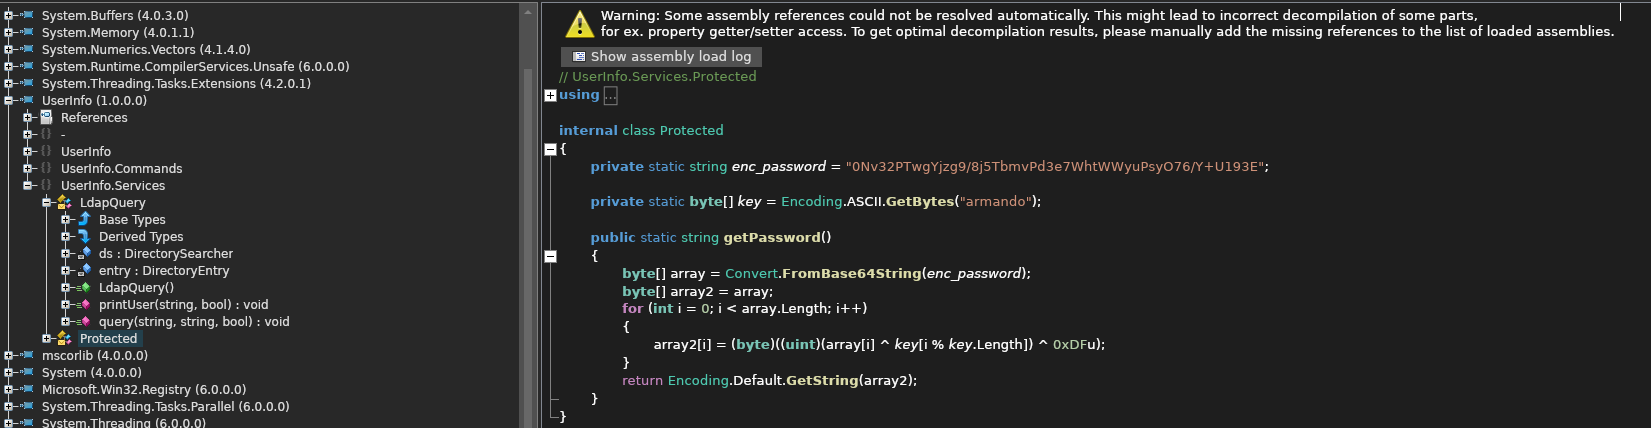 System.Buffers (4.0.3.0)
System.Memory (4.0.1.1)
System.Numerics.Vectors (4.1.4.0)
System.Runtime.CompilerServices.Unsafe (6.0.0.0)
System.Threading.Tasks.Extensions (4.2.0.1)
UserInfo (1.0.0.0)
References
-
UserInfo
UserInfo.Commands
UserInfo.Services
LdapQuery
Base Types
Derived Types
ds : DirectorySearcher
entry : DirectoryEntry
LdapQuery()
printUser(string, bool) : void
query(string, string, bool) : void
Protected
mscorlib (4.0.0.0)
System (4.0.0.0)
Microsoft.Win32.Registry (6.0.0.0)
System.Threading.Tasks.Parallel (6.0.0.0)
System.Threading (6.0.0.0)
Warning: Some assembly references could not be resolved automatically. This might lead to incorrect decompilation of some parts,
for ex. property getter/setter access. To get optimal decompilation results, please manually add the missing references to the list of loaded assemblies.
Show assembly load log
// UserInfo.Services.Protected
using ...
internal class Protected
{
private static string enc_password = "0Nv32PTwgYjzg9/8j5TbmvPd3e7WhtWWyuPsyO76/Y+U193E";
private static byte[] key = Encoding.ASCII.GetBytes("armando");
public static string getPassword()
{
byte[] array = Convert.FromBase64String(enc_password);
byte[] array2 = array;
for (int i = 0; i < array.Length; i++)
{
array2[i] = (byte)((uint)(array[i] ^ key[i % key.Length]) ^ 0xDFu);
}
return Encoding.Default.GetString(array2);
}
}